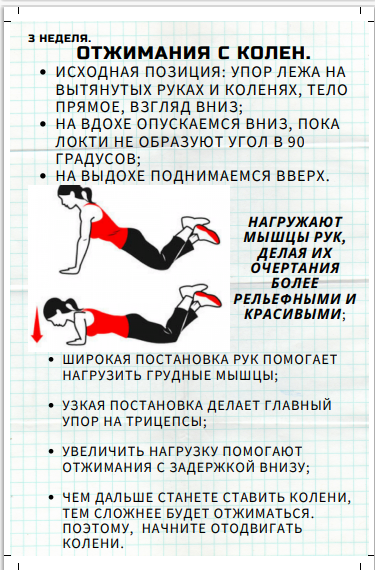 3 НЕДЕЛЯ.
ОТЖИМАНИЯ С КОЛЕН.
• ИСХОДНАЯ ПОЗИЦИЯ: УПОР ЛЕЖА НА
ВЫТЯНУТЫХ РУКАХ И КОЛЕНЯХ, ТЕЛО
ПРЯМОЕ, ВЗГЛЯД ВНИЗ;
• НА ВДОХЕ ОПУСКАЕМСЯ ВНИЗ, ПОКА
ЛОКТИ НЕ ОБРАЗУЮТ УГОЛ В 90
ГРАДУСОВ;
• НА ВЫДОХЕ ПОДНИМАЕМСЯ ВВЕРХ.
НАГРУЖАЮТ
МЫШЦЫ РУК,
ДЕЛАЯ ИХ
ОЧЕРТАНИЯ
БОЛЕЕ
РЕЛЬЕФНЫМИ И
КРАСИВЫМИ;
• ШИРОКАЯ ПОСТАНОВКА РУК ПОМОГАЕТ
НАГРУЗИТЬ ГРУДНЫЕ МЫШЦЫ;
• УЗКАЯ ПОСТАНОВКА ДЕЛАЕТ ГЛАВНЫЙ
УПОР НА ТРИЦЕПСЫ;
• УВЕЛИЧИТЬ НАГРУЗКУ ПОМОГАЮТ
ОТЖИМАНИЯ С ЗАДЕРЖКОЙ ВНИЗУ;
• ЧЕМ ДАЛЬШЕ СТАНЕТЕ СТАВИТЬ КОЛЕНИ,
ТЕМ СЛОЖНЕЕ БУДЕТ ОТЖИМАТЬСЯ.
ПОЭТОМУ, НАЧНИТЕ ОТОДВИГАТЬ
КОЛЕНИ.